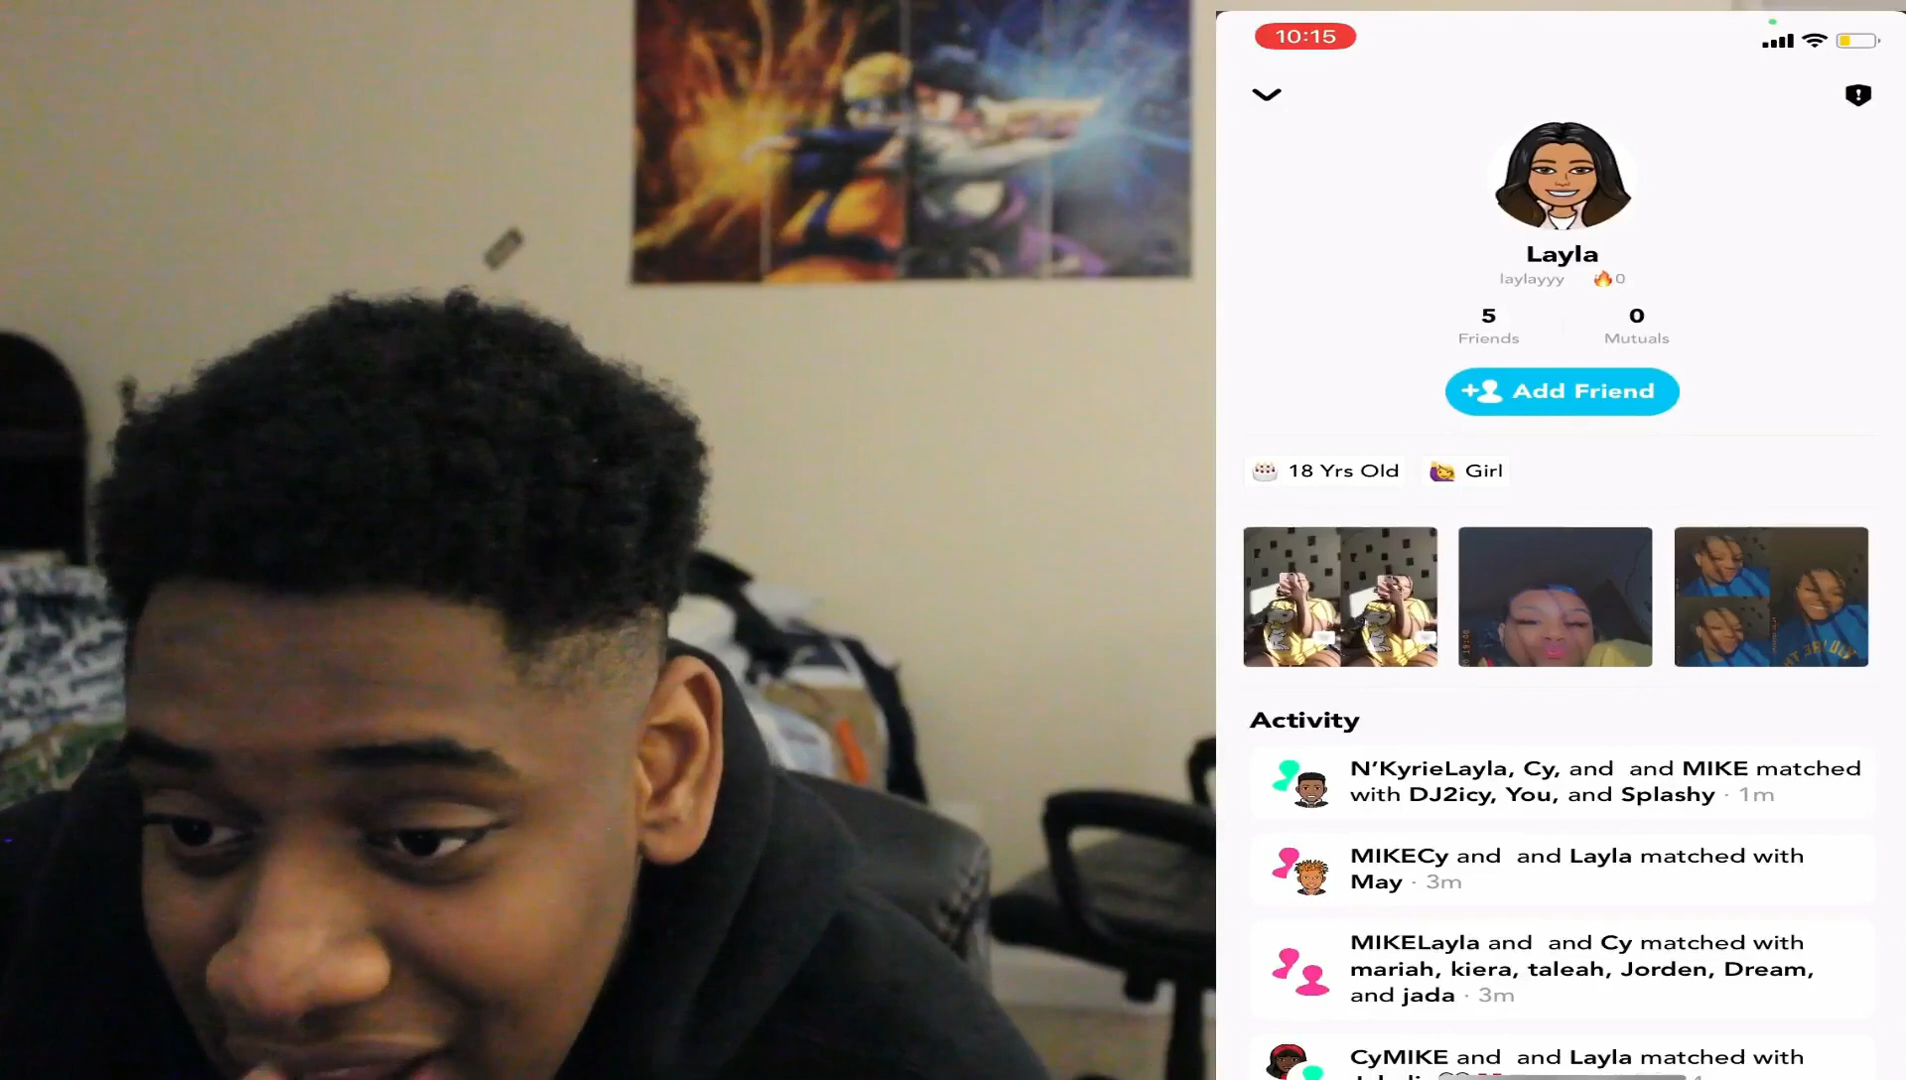 10:15
Layla
laylayyy 🔥0
5 0
Friends Mutuals
Add Friend
18 Yrs Old Girl
Activity
N'KyrieLayla, Cy, and and MIKE matched
with DJ2icy, You, and Splashy · 1m
MIKECy and and Layla matched with
May · 3m
MIKELayla and and Cy matched with
mariah, kiera, taleah, Jorden, Dream,
and jada · 3m
CyMIKE and and Layla matched with